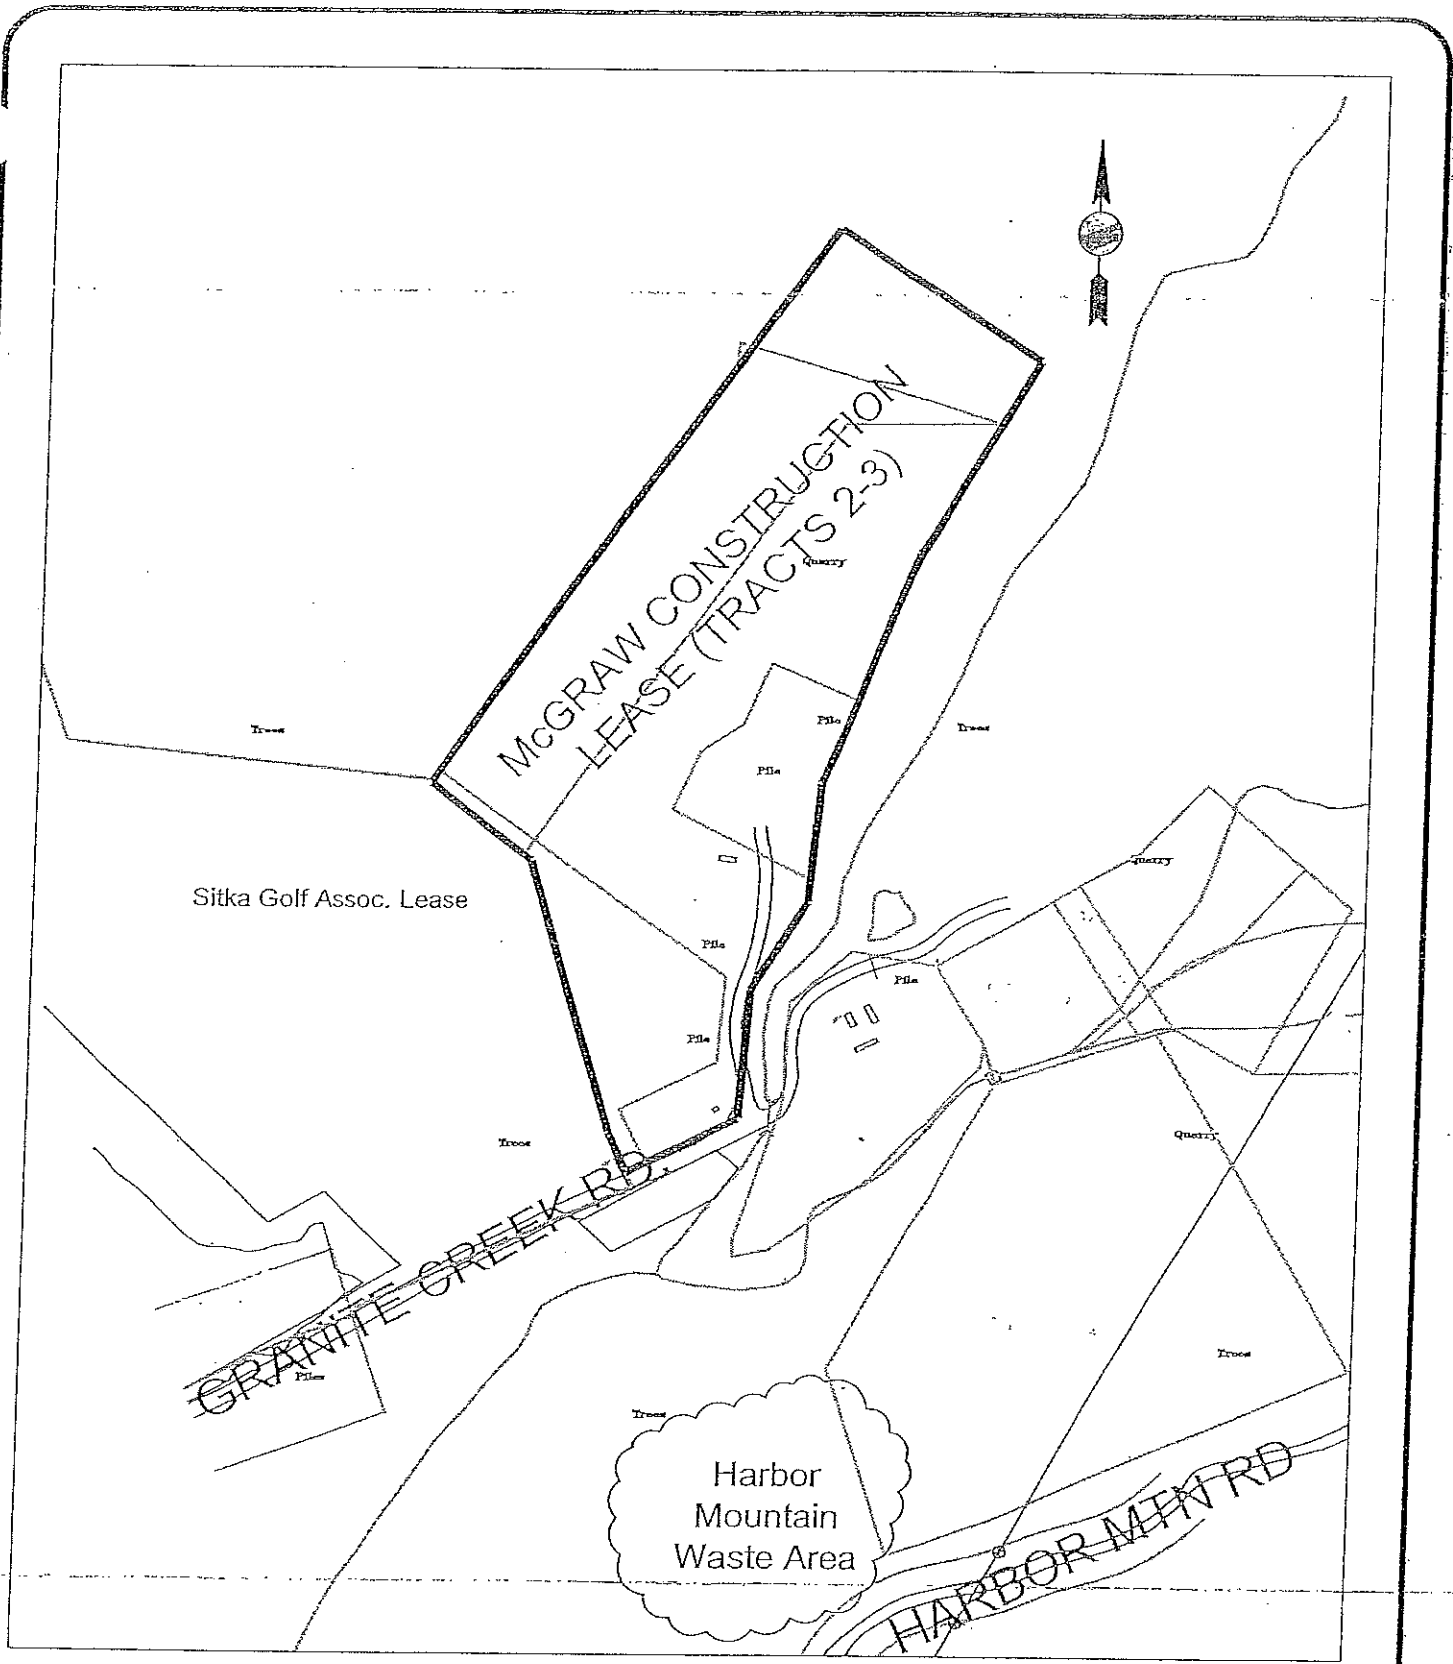 McGRAW CONSTRUCTION
LEASE (TRACTS 2-3)
Quarry
Pile
Trees
Trees
Pile
Quarry
Sitka Golf Assoc. Lease
Pile
Pile
Pile
Quarry
Trees
GRANITE CREEK RD.
Piles
Trees
Trees
Harbor
Mountain
Waste Area
HARBOR MTN RD